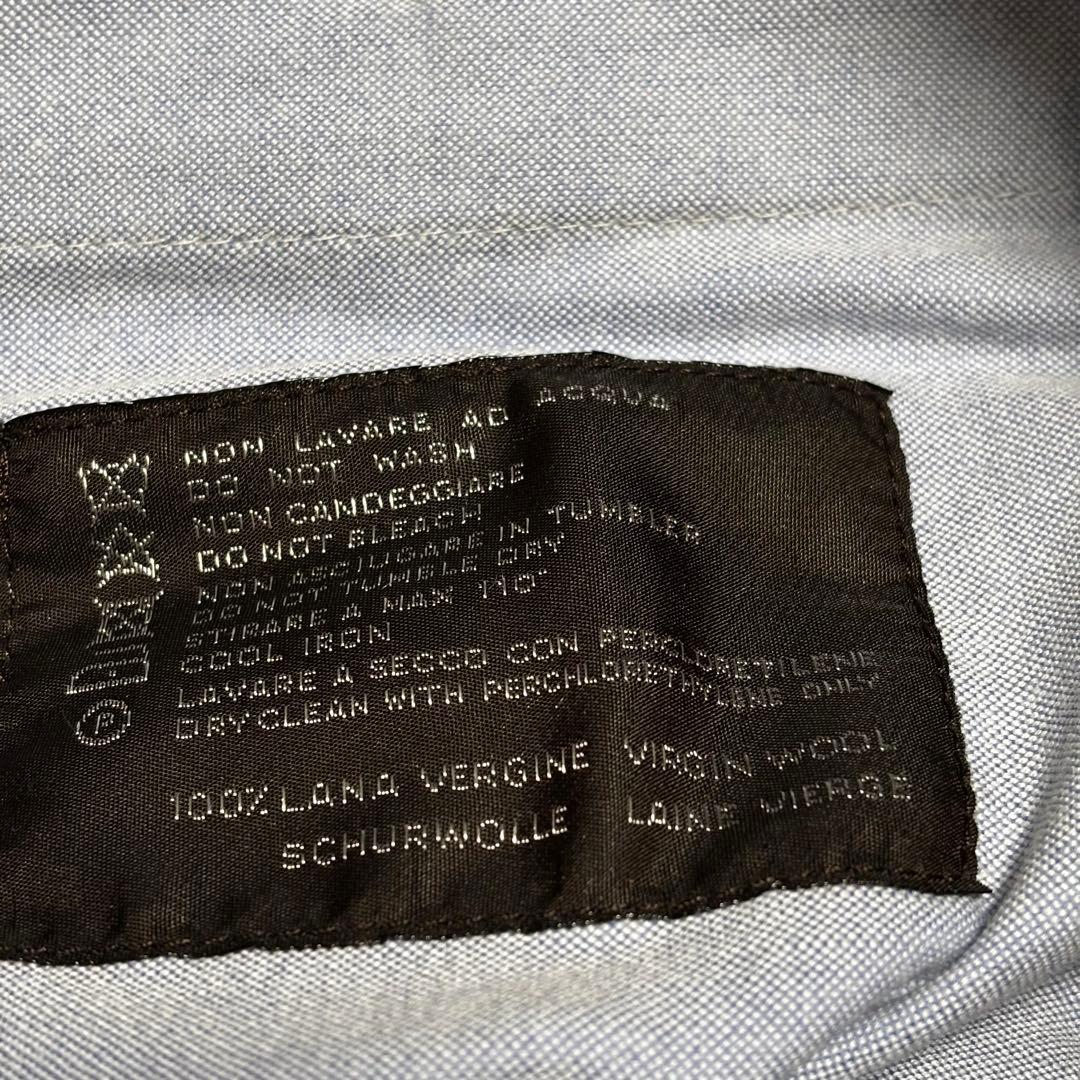 NON LAVARE AD ACQUA
DO NOT WASH
NON CANDEGGIARE
DO NOT BLEACH
NON ASCIUGARE IN TUMBLER
DO NOT TUMBLE DRY
STIRARE A MAX 110°
COOL IRON
LAVARE A SECCO CON PERCLORETILENE
DRY CLEAN WITH PERCHLORETHYLENE ONLY
P
100% LANA VERGINE VIRGIN WOOL
SCHURWOLLE LAINE VIERGE